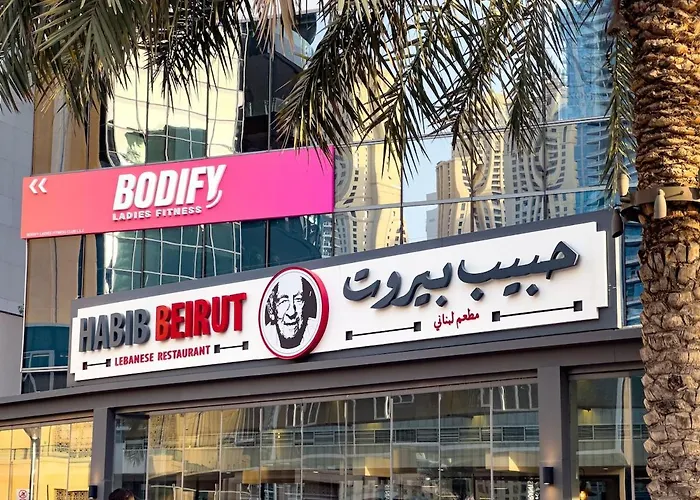 BODIFY
LADIES FITNESS
HABIB BEIRUT
LEBANESE RESTAURANT
حبيب بيروت
مطعم لبناني